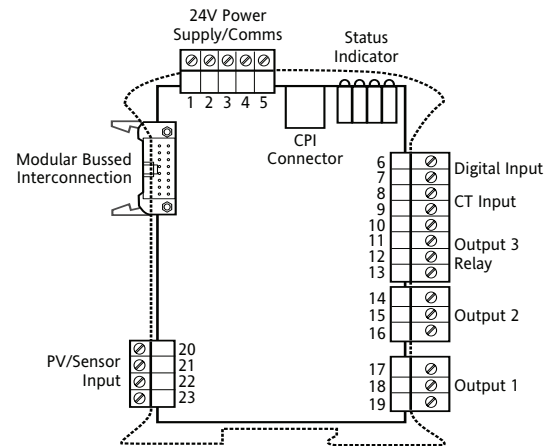 24V Power
Supply/Comms
Status
Indicator
1 2 3 4 5
CPI
Connector
Modular Bussed
Interconnection
6
7
Digital Input
8
9
CT Input
10
11
12
13
Output 3
Relay
14
15
16
Output 2
17
18
19
Output 1
PV/Sensor
Input
20
21
22
23